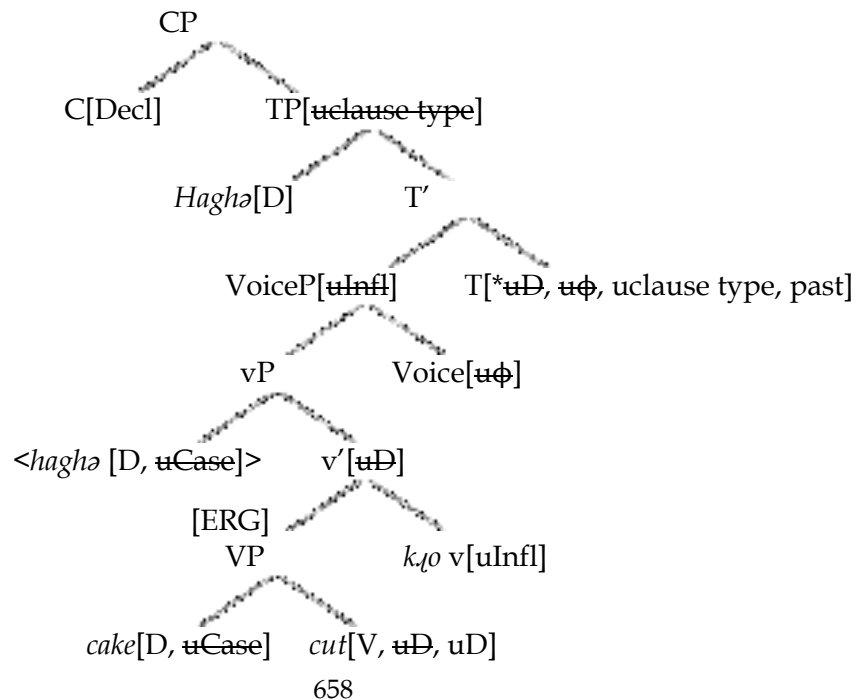 CP
C[Decl] TP[uclause type]
Haghə[D] T′
VoiceP[uInfl] T[*uD, uϕ, uclause type, past]
vP Voice[uϕ]
<haghə [D, uCase]> v′[uD]
[ERG]
VP kɹo v[uInfl]
cake[D, uCase] cut[V, uD, uD]
658